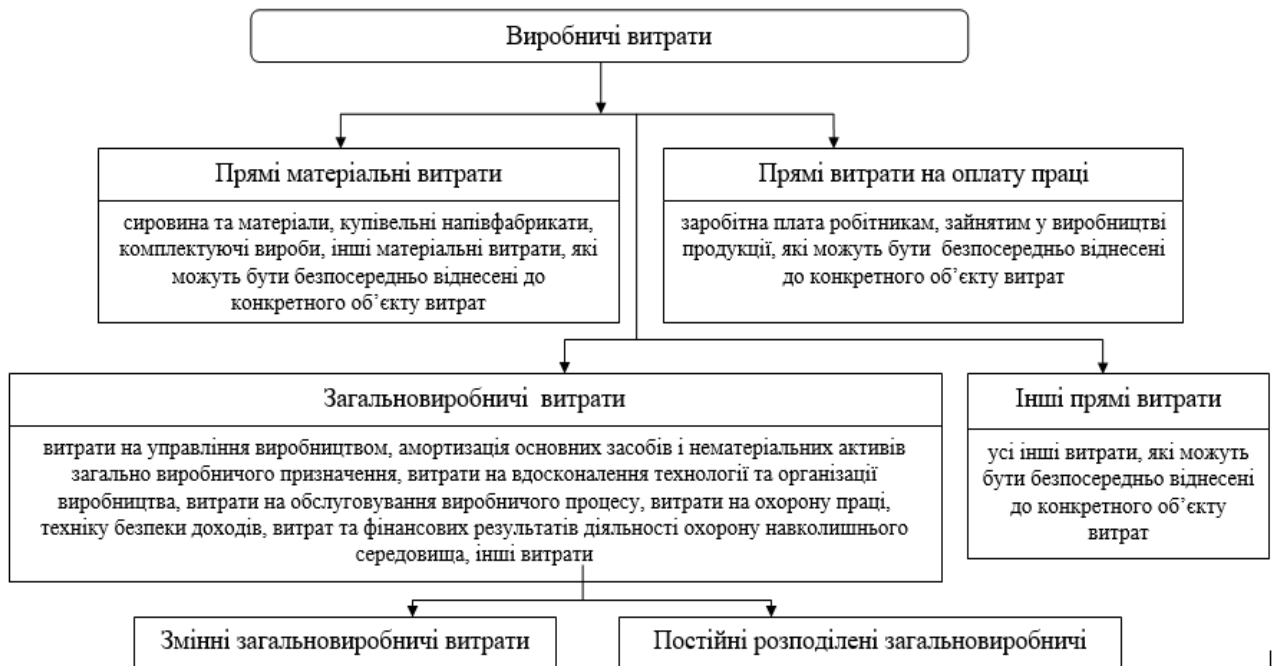 Виробничі витрати
Прямі матеріальні витрати
сировина та матеріали, купівельні напівфабрикати,
комплектуючі вироби, інші матеріальні витрати, які
можуть бути безпосередньо віднесені до
конкретного об’єкту витрат
Прямі витрати на оплату праці
заробітна плата робітникам, зайнятим у виробництві
продукції, які можуть бути безпосередньо віднесені
до конкретного об’єкту витрат
Загальновиробничі витрати
витрати на управління виробництвом, амортизація основних засобів і нематеріальних активів
загально виробничого призначення, витрати на вдосконалення технології та організації
виробництва, витрати на обслуговування виробничого процесу, витрати на охорону праці,
техніку безпеки доходів, витрат та фінансових результатів діяльності охорону навколишнього
середовища, інші витрати
Інші прямі витрати
усі інші витрати, які можуть
бути безпосередньо віднесені
до конкретного об’єкту
витрат
Змінні загальновиробничі витрати
Постійні розподілені загальновиробничі